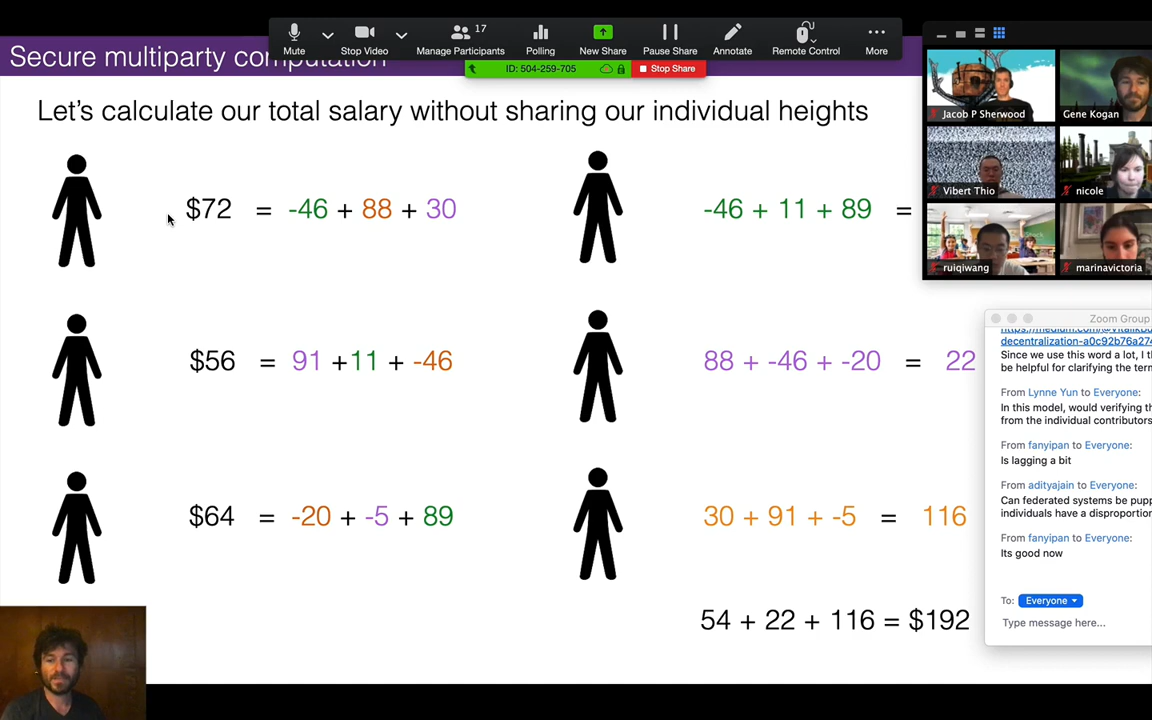 17
Mute
Stop Video
Manage Participants
Polling
New Share
Pause Share
Annotate
Remote Control
More
ID: 504-259-705
Stop Share
Secure multiparty computation
Let's calculate our total salary without sharing our individual heights
$72 = -46 + 88 + 30
-46 + 11 + 89 =
$56 = 91 +11 + -46
88 + -46 + -20 = 22
$64 = -20 + -5 + 89
30 + 91 + -5 = 116
54 + 22 + 116 = $192
Jacob P Sherwood
Gene Kogan
Vibert Thio
nicole
ruiqiwang
marinavictoria
Zoom Group
decentralization-a0c92b76a27
Since we use this word a lot, I
be helpful for clarifying the
From Lynne Yun to Everyone:
In this model, would verifying
from the individual contributors
From fanyipan to Everyone:
Is lagging a bit
From adityajain to Everyone:
Can federated systems be
individuals have a
From fanyipan to Everyone:
Its good now
To: Everyone
Type message here...